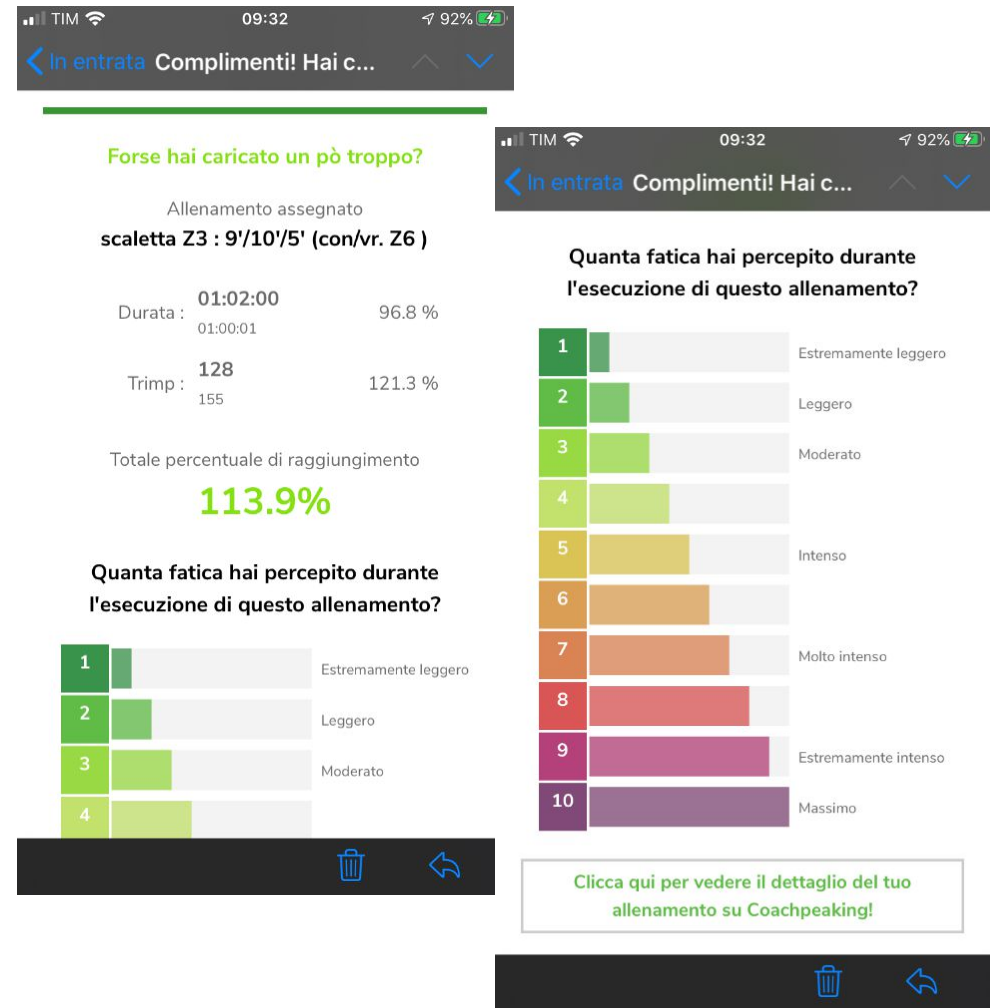 TIM 09:32 92%
In entrata Complimenti! Hai c...
Forse hai caricato un pò troppo?
Allenamento assegnato
scaletta Z3 : 9'/10'/5' (con/vr. Z6 )
Durata : 01:02:00 96.8 %
01:00:01
Trimp : 128 121.3 %
155
Totale percentuale di raggiungimento
113.9%
Quanta fatica hai percepito durante
l'esecuzione di questo allenamento?
1 Estremamente leggero
2 Leggero
3 Moderato
4
TIM 09:32 92%
In entrata Complimenti! Hai c...
Quanta fatica hai percepito durante
l'esecuzione di questo allenamento?
1 Estremamente leggero
2 Leggero
3 Moderato
4
5 Intenso
6
7 Molto intenso
8
9 Estremamente intenso
10 Massimo
Clicca qui per vedere il dettaglio del tuo
allenamento su Coachpeaking!